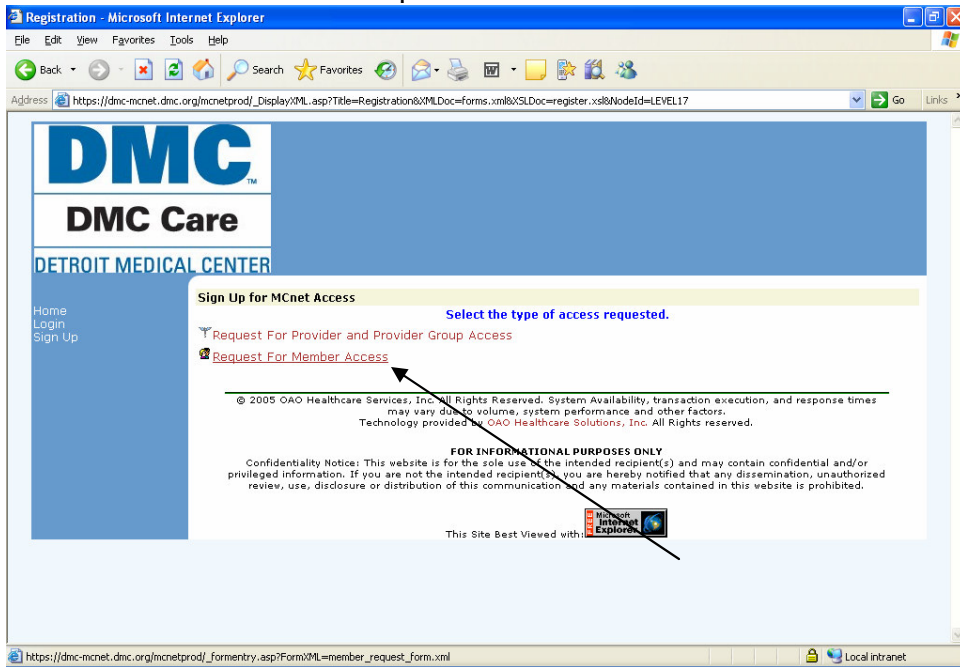 Registration - Microsoft Internet Explorer
File Edit View Favorites Tools Help
Back Search Favorites
Address https://dmc-mcnet.dmc.org/mcnetprod/_DisplayXML.asp?Title=Registration&XMLDoc=forms.xml&XSLDoc=register.xsl&NodeId=LEVEL17 Go Links »
DMC™
DMC Care
DETROIT MEDICAL CENTER
Home
Login
Sign Up
Sign Up for MCnet Access
Select the type of access requested.
Request For Provider and Provider Group Access
Request For Member Access
© 2005 OAO Healthcare Services, Inc. All Rights Reserved. System Availability, transaction execution, and response times
may vary due to volume, system performance and other factors.
Technology provided by OAO Healthcare Solutions, Inc. All Rights reserved.
FOR INFORMATIONAL PURPOSES ONLY
Confidentiality Notice: This website is for the sole use of the intended recipient(s) and may contain confidential and/or
privileged information. If you are not the intended recipient(s), you are hereby notified that any dissemination, unauthorized
review, use, disclosure or distribution of this communication and any materials contained in this website is prohibited.
This Site Best Viewed with: FREE Microsoft Internet Explorer
https://dmc-mcnet.dmc.org/mcnetprod/_formentry.asp?FormXML=member_request_form.xml Local intranet